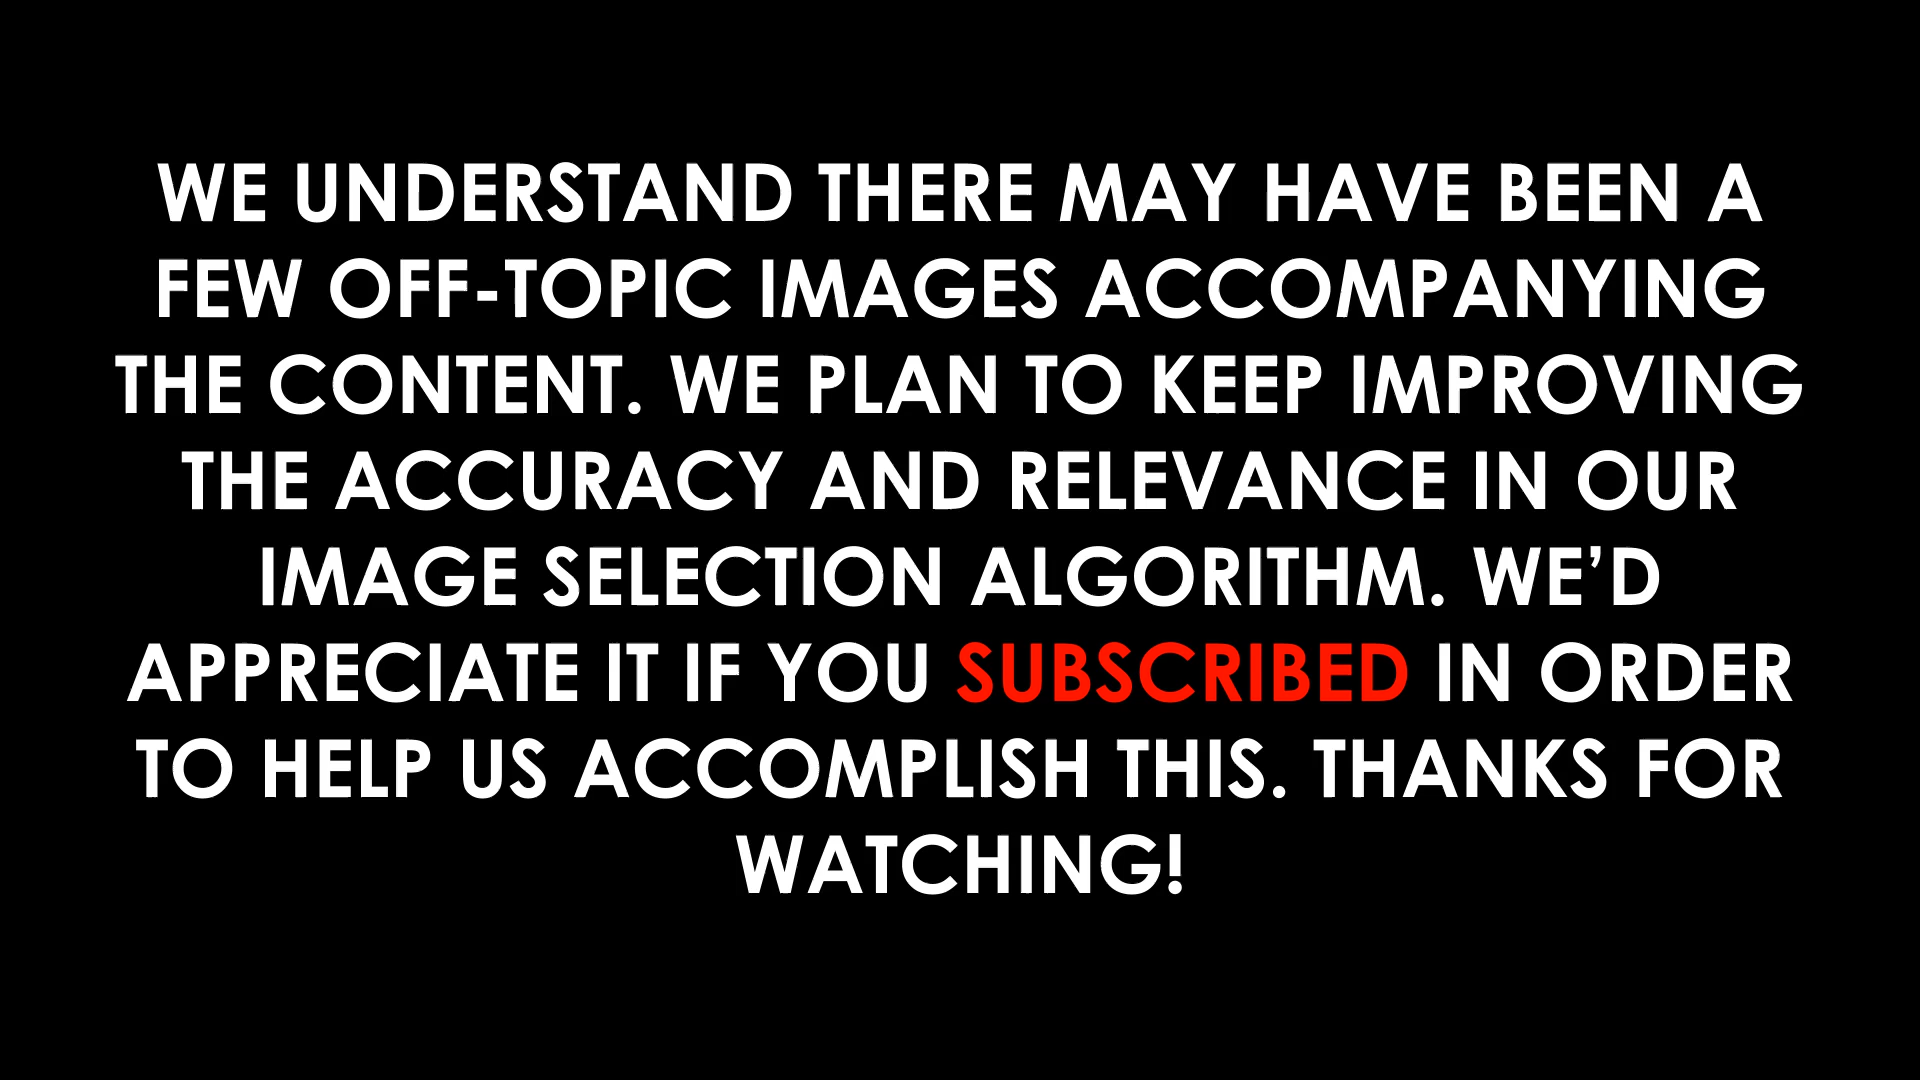 WE UNDERSTAND THERE MAY HAVE BEEN A
FEW OFF-TOPIC IMAGES ACCOMPANYING
THE CONTENT. WE PLAN TO KEEP IMPROVING
THE ACCURACY AND RELEVANCE IN OUR
IMAGE SELECTION ALGORITHM. WE’D
APPRECIATE IT IF YOU SUBSCRIBED IN ORDER
TO HELP US ACCOMPLISH THIS. THANKS FOR
WATCHING!